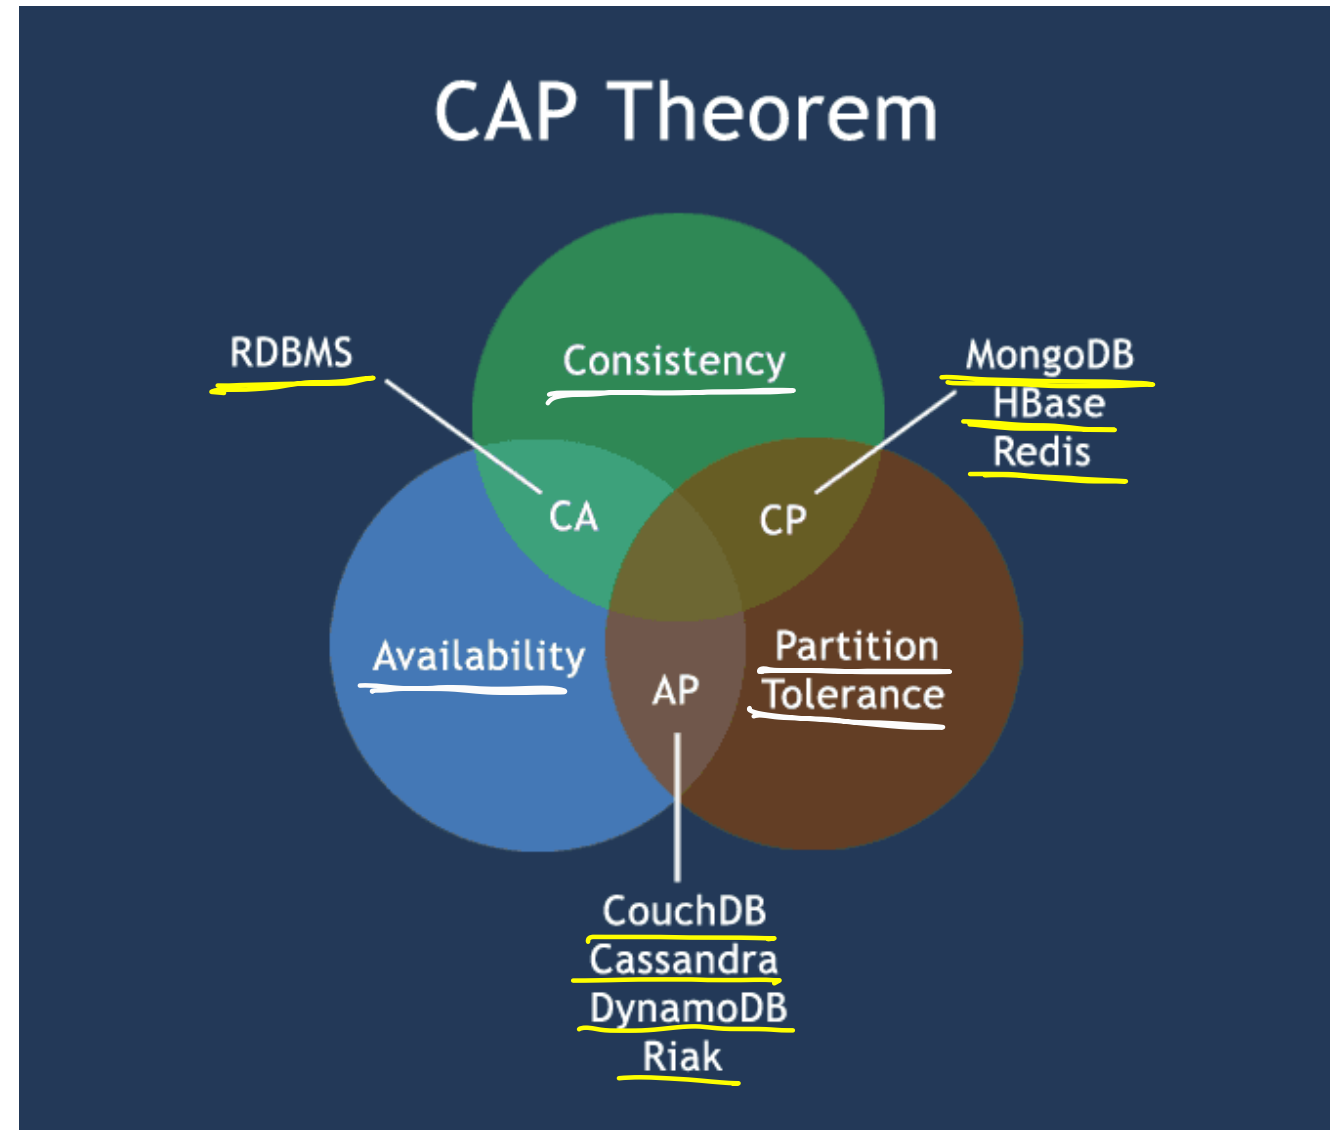 CAP Theorem
RDBMS
Consistency
MongoDB
HBase
Redis
CA
CP
Availability
Partition
Tolerance
AP
CouchDB
Cassandra
DynamoDB
Riak